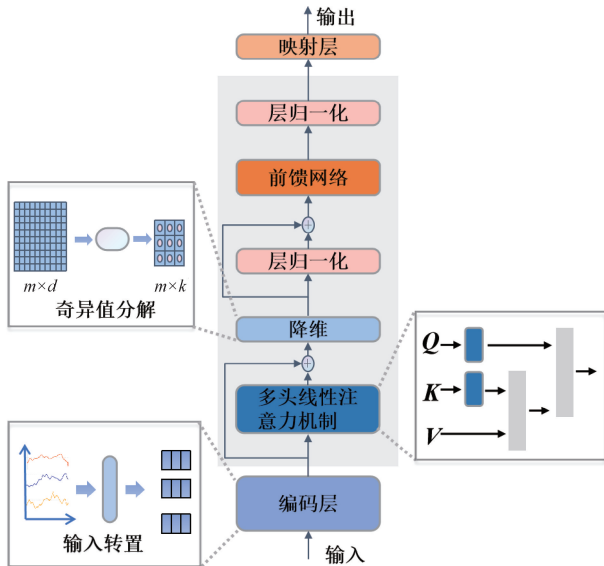 输出
映射层
层归一化
前馈网络
层归一化
m×d
m×k
奇异值分解
降维
多头线性注
意力机制
Q
K
V
编码层
输入转置
输入